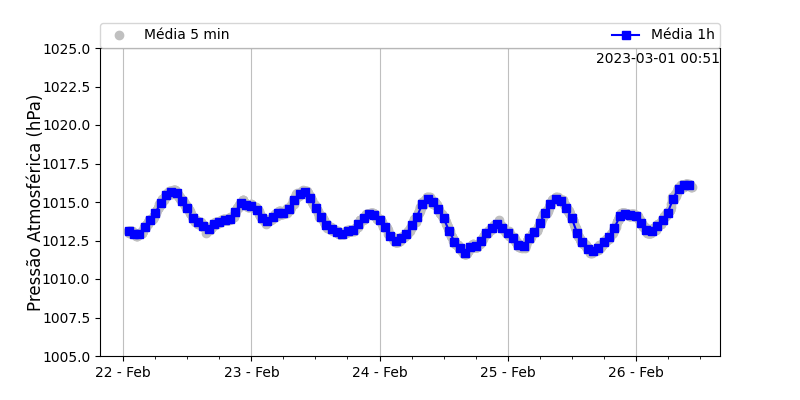 Média 5 min
Média 1h
2023-03-01 00:51
Pressão Atmosférica (hPa)
1025.0
1022.5
1020.0
1017.5
1015.0
1012.5
1010.0
1007.5
1005.0
22 - Feb
23 - Feb
24 - Feb
25 - Feb
26 - Feb